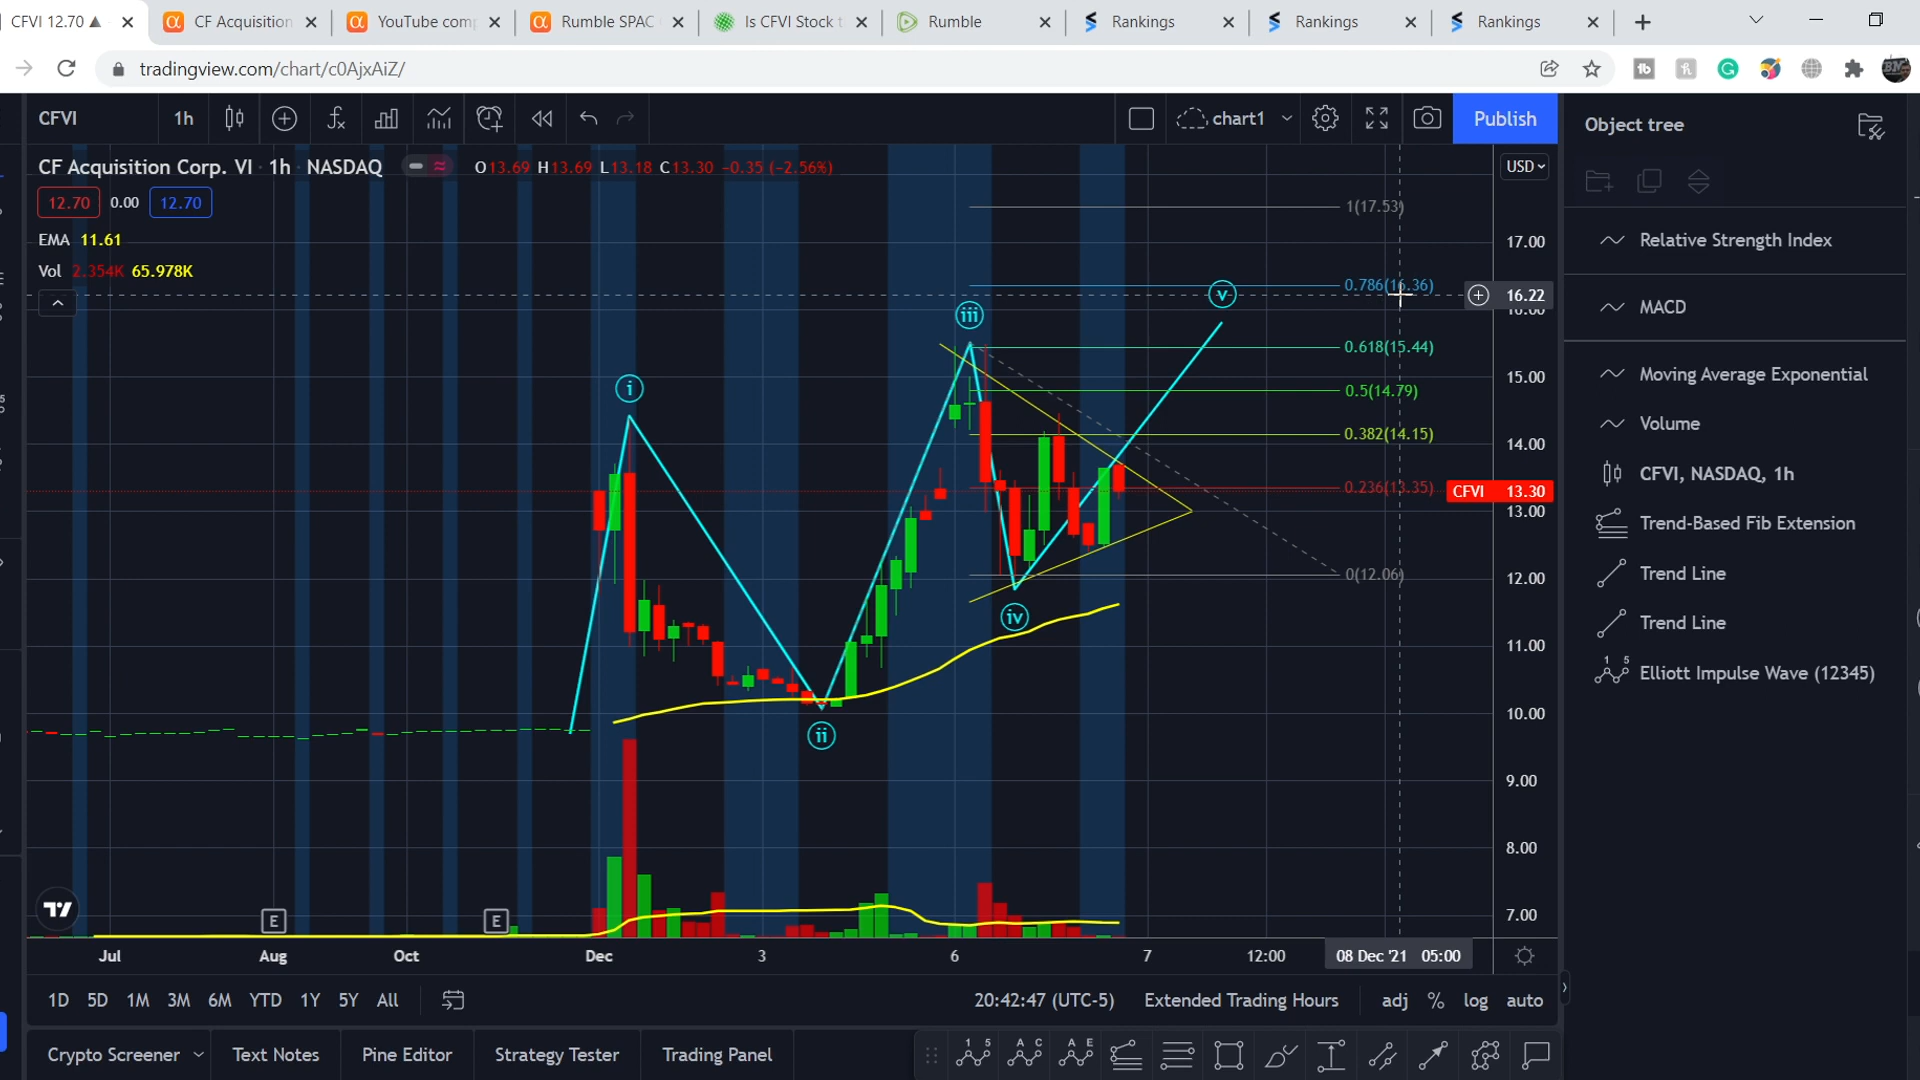 CFVI 12.70 ▲
CF Acquisition
YouTube com
Rumble SPAC
Is CFVI Stock t
Rumble
Rankings
Rankings
Rankings
tradingview.com/chart/c0AjxAiZ/
CFVI
1h
chart1
Publish
Object tree
CF Acquisition Corp. VI · 1h · NASDAQ
O13.69 H13.69 L13.18 C13.30 -0.35 (-2.56%)
USD
12.70
0.00
12.70
EMA 11.61
Vol 2.354K 65.978K
1(17.53)
0.786(16.36)
0.618(15.44)
0.5(14.79)
0.382(14.15)
0.236(13.35)
0(12.06)
i
ii
iii
iv
v
17.00
16.22
16.00
15.00
14.00
CFVI 13.30
13.00
12.00
11.00
10.00
9.00
8.00
7.00
Relative Strength Index
MACD
Moving Average Exponential
Volume
CFVI, NASDAQ, 1h
Trend-Based Fib Extension
Trend Line
Trend Line
Elliott Impulse Wave (12345)
E
E
Jul
Aug
Oct
Dec
3
6
7
12:00
08 Dec '21 05:00
1D 5D 1M 3M 6M YTD 1Y 5Y All
20:42:47 (UTC-5)
Extended Trading Hours
adj % log auto
Crypto Screener
Text Notes
Pine Editor
Strategy Tester
Trading Panel